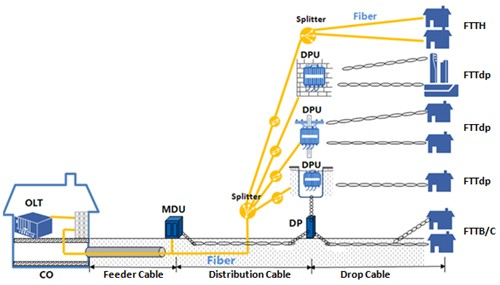 Splitter
Fiber
FTTH
DPU
FTTdp
DPU
FTTdp
DPU
FTTdp
Splitter
OLT
MDU
DP
FTTB/C
Fiber
CO
Feeder Cable
Distribution Cable
Drop Cable